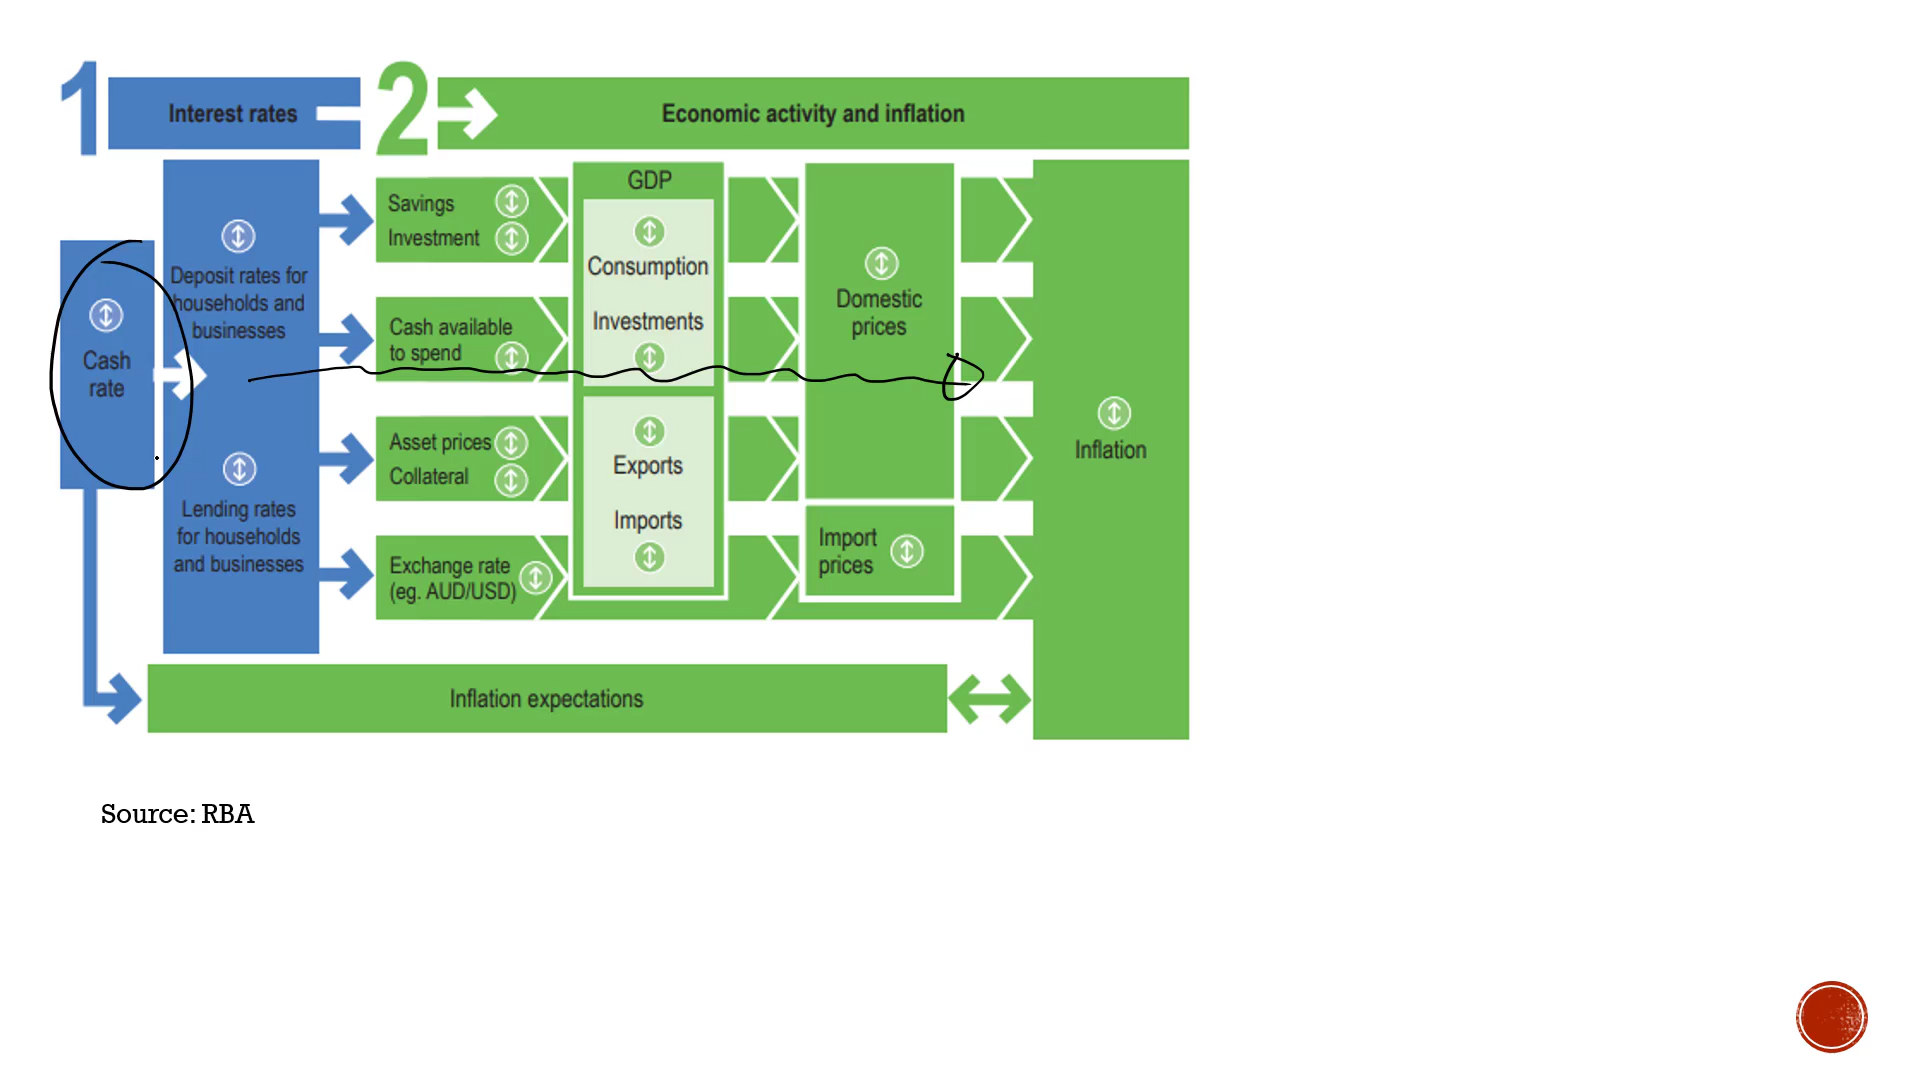 1
Interest rates
2
Economic activity and inflation
Cash
rate
Deposit rates for
households and
businesses
Lending rates
for households
and businesses
Savings
Investment
Cash available
to spend
Asset prices
Collateral
Exchange rate
(eg. AUD/USD)
GDP
Consumption
Investments
Exports
Imports
Domestic
prices
Import
prices
Inflation
Inflation expectations
Source: RBA